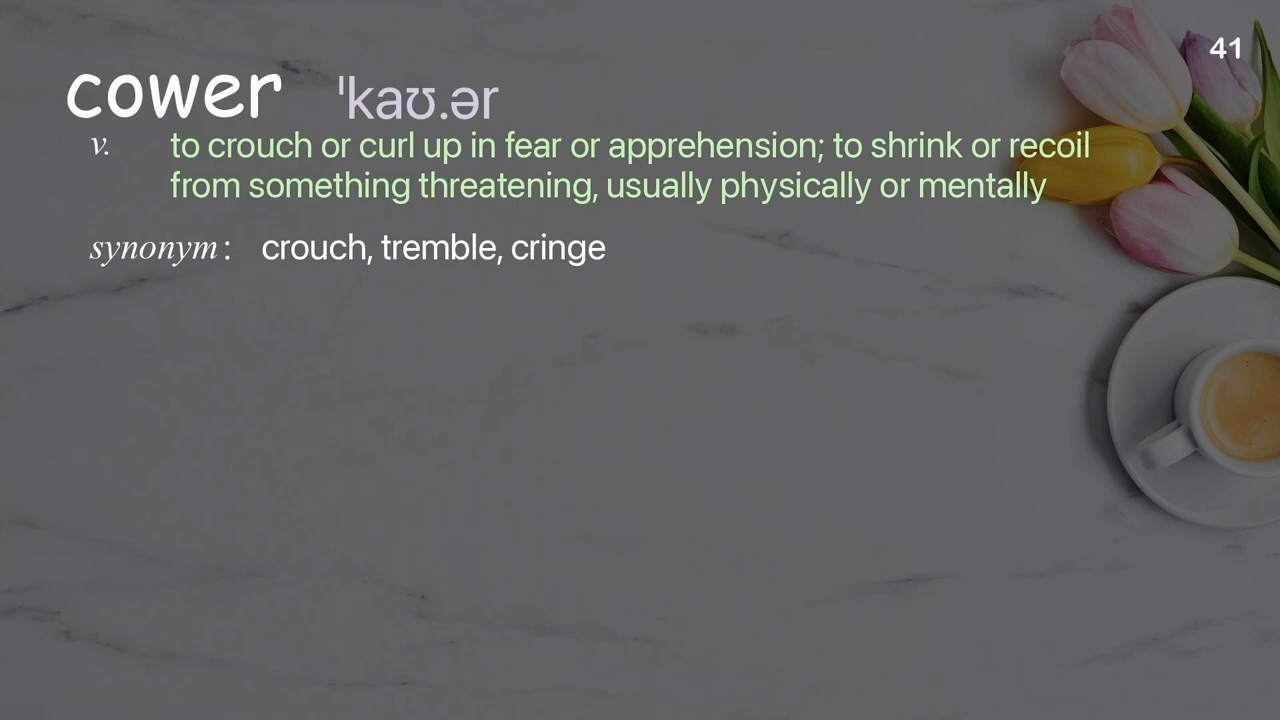 41
cower ˈkaʊ.ər
v. to crouch or curl up in fear or apprehension; to shrink or recoil
from something threatening, usually physically or mentally
synonym: crouch, tremble, cringe